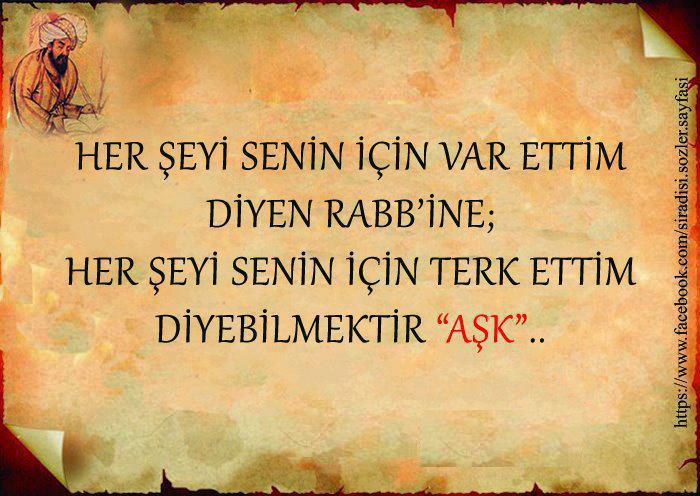 HER ŞEYİ SENİN İÇİN VAR ETTİM
DİYEN RABB'İNE;
HER ŞEYİ SENİN İÇİN TERK ETTİM
DİYEBİLMEKTİR “AŞK”..
https://www.facebook.com/siradisi.sozler.sayfasi